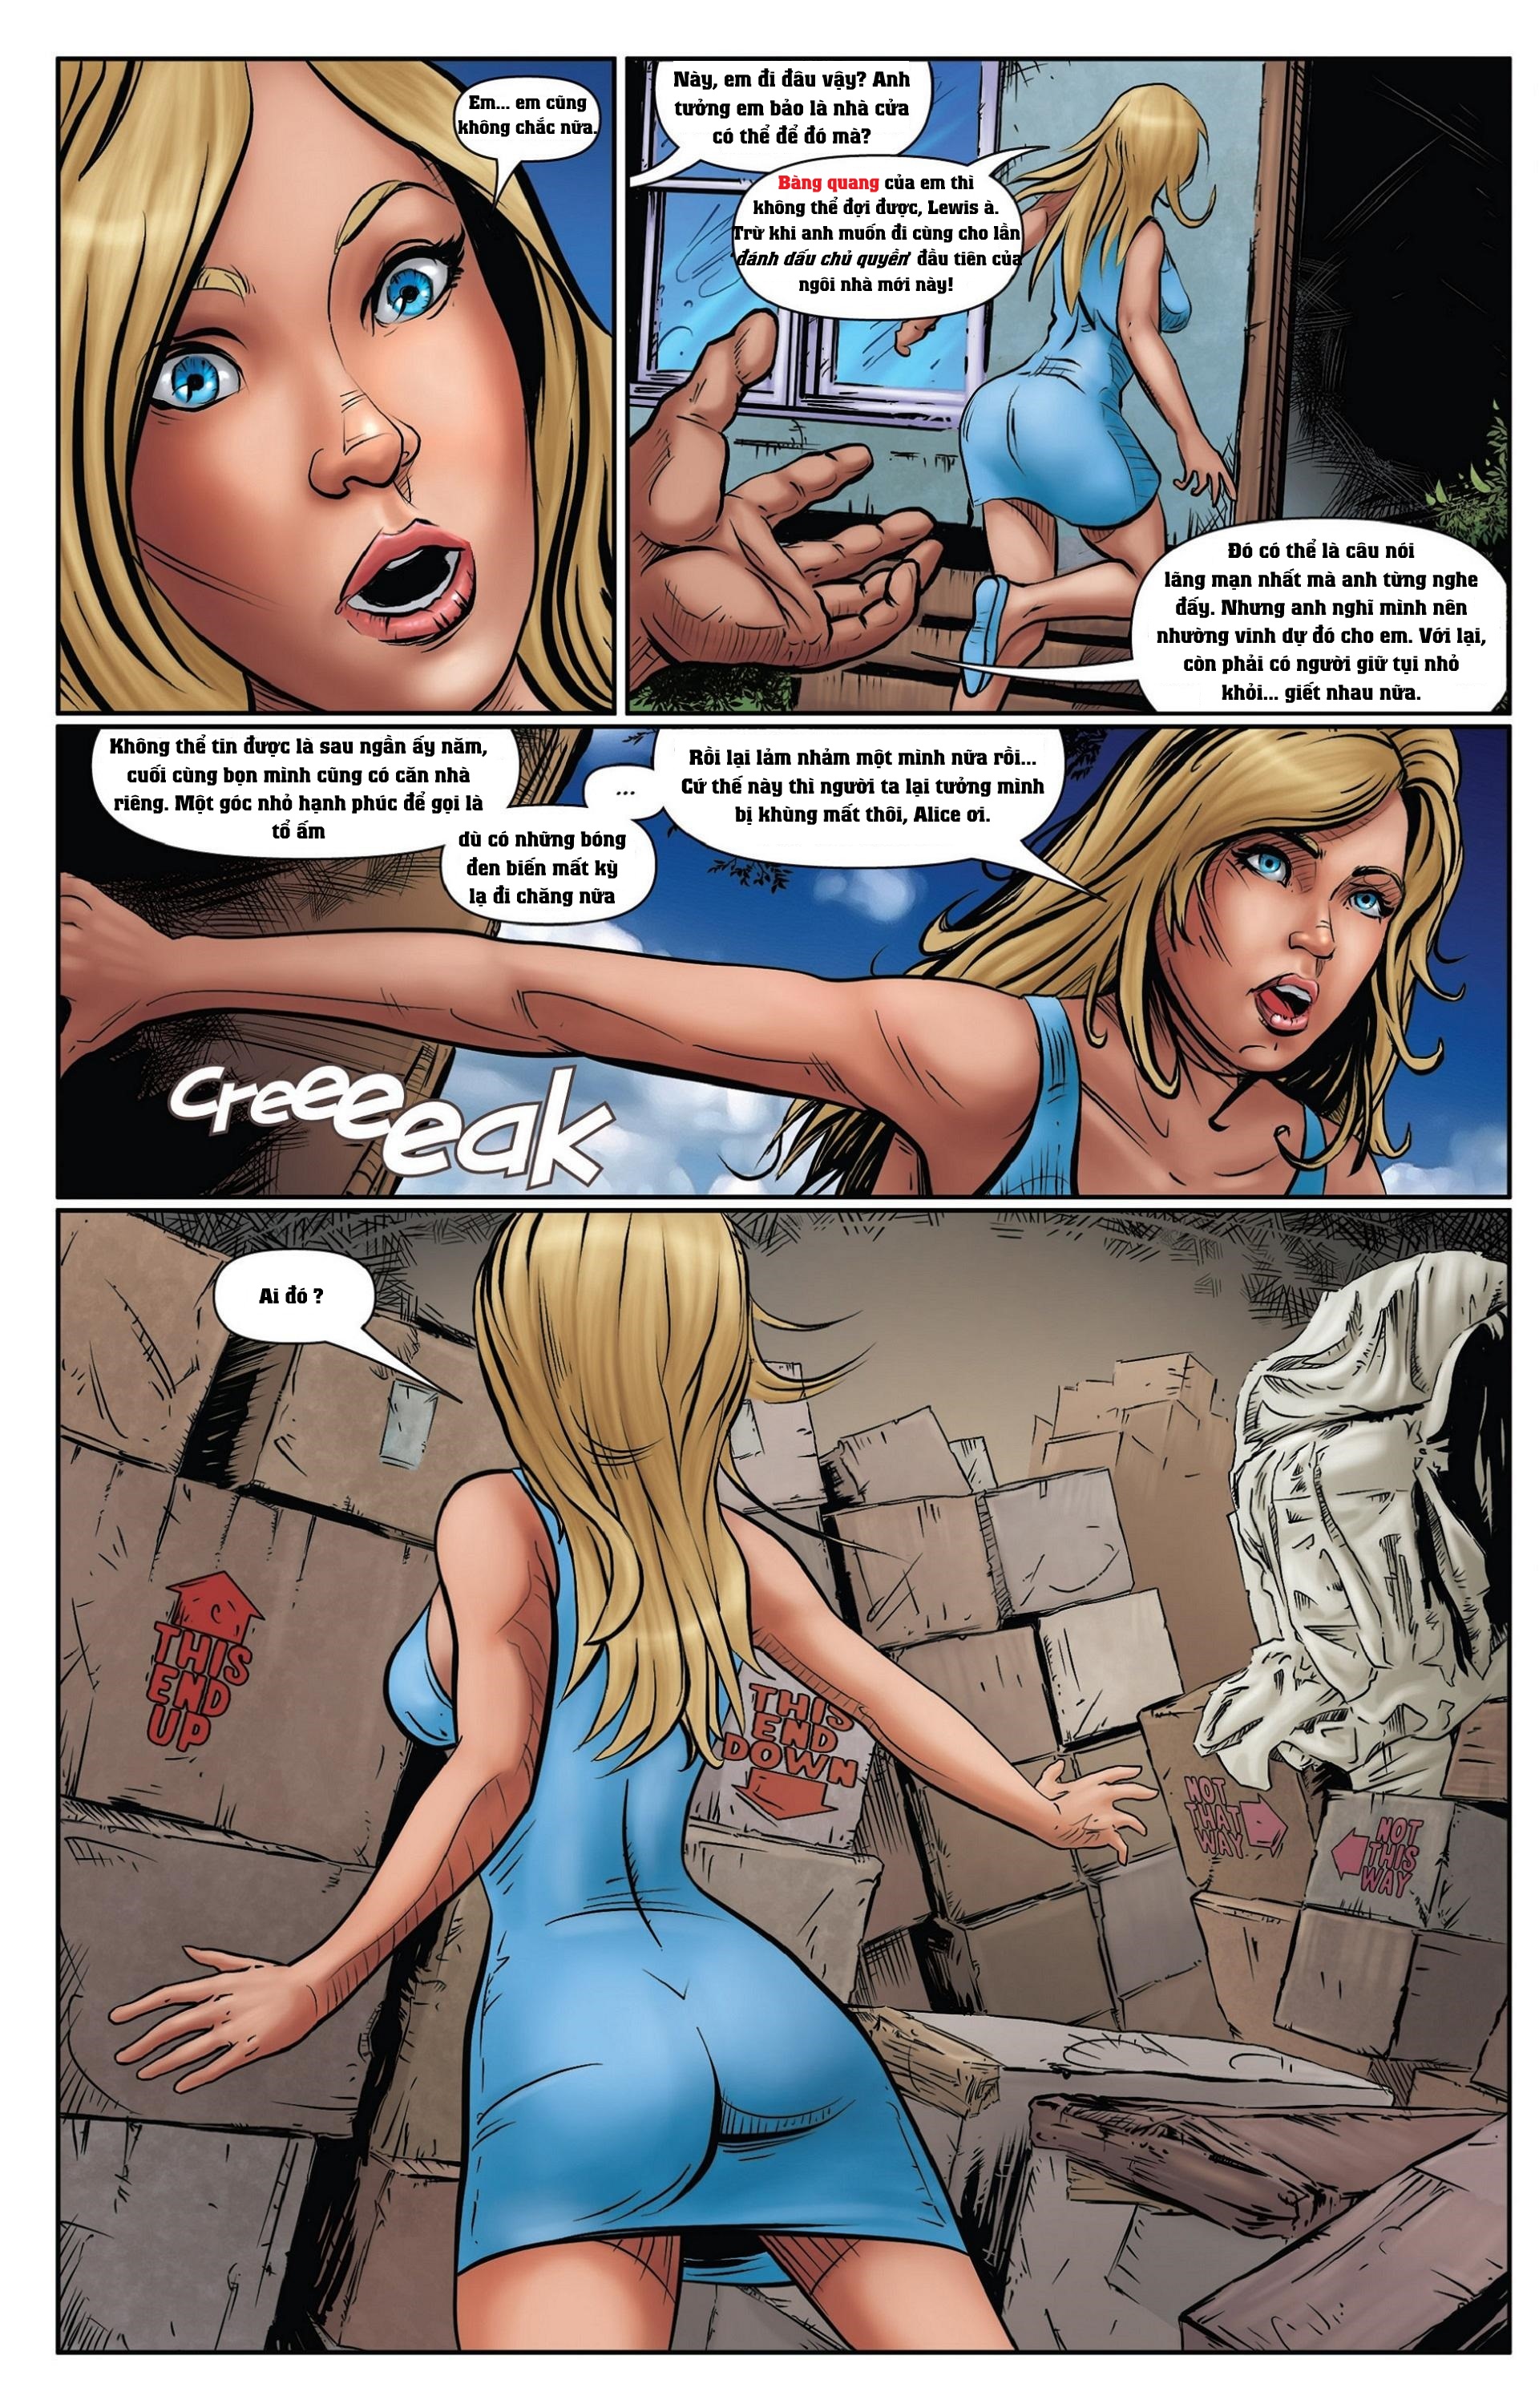 Em... em cũng
không chắc nữa.
Này, em đi đâu vậy? Anh
tưởng em bảo là nhà cửa
có thể để đó mà?
Bàng quang của em thì
không thể đợi được, Lewis à.
Trừ khi anh muốn đi cùng cho lần
đánh dấu chủ quyền' đầu tiên của
ngôi nhà mới này!
Đó có thể là câu nói
lãng mạn nhất mà anh từng nghe
đấy. Nhưng anh nghĩ mình nên
nhường vinh dự đó cho em. Với lại,
còn phải có người giữ tụi nhỏ
khỏi... giết nhau nữa.
Không thể tin được là sau ngần ấy năm,
cuối cùng bọn mình cũng có căn nhà
riêng. Một góc nhỏ hạnh phúc để gọi là
tổ ấm
dù có những bóng
đen biến mất kỳ
lạ đi chăng nữa
...
Rồi lại lảm nhảm một mình nữa rồi...
Cứ thế này thì người ta lại tưởng mình
bị khùng mất thôi, Alice ơi.
Creeeeeak
Ai đó ?
THIS
END
UP
THIS
END
DOWN
NOT
THAT
WAY
NOT
THIS
WAY